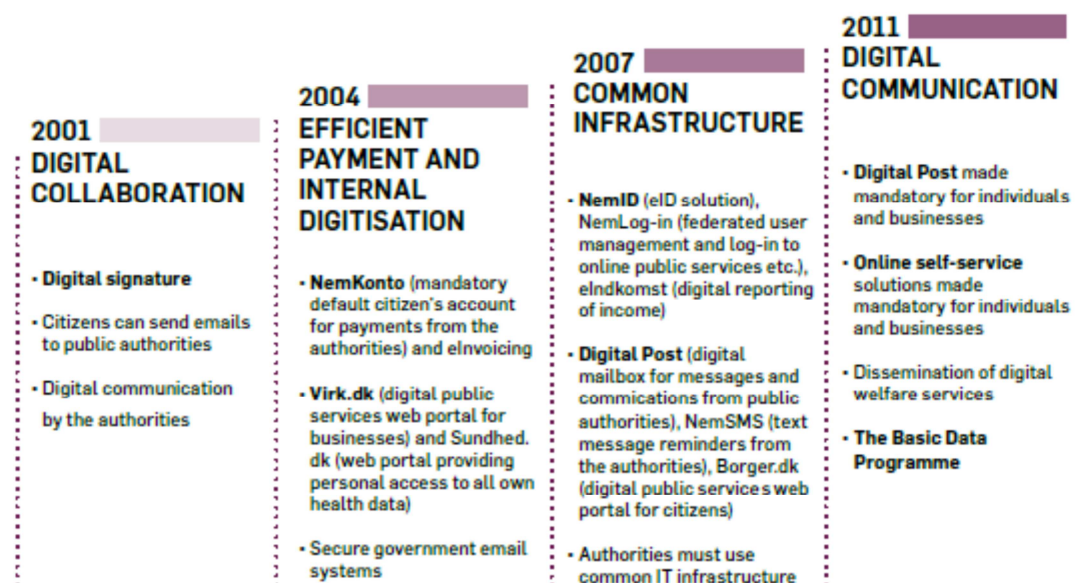 2001
DIGITAL
COLLABORATION
• Digital signature
• Citizens can send emails
to public authorities
• Digital communication
by the authorities
2004
EFFICIENT
PAYMENT AND
INTERNAL
DIGITISATION
• NemKonto (mandatory
default citizen's account
for payments from the
authorities) and eInvoicing
• Virk.dk (digital public
services web portal for
businesses) and Sundhed.
dk (web portal providing
personal access to all own
health data)
• Secure government email
systems
2007
COMMON
INFRASTRUCTURE
• NemID (eID solution),
NemLog-in (federated user
management and log-in to
online public services etc.),
eIndkomst (digital reporting
of income)
• Digital Post (digital
mailbox for messages and
commications from public
authorities), NemSMS (text
message reminders from
the authorities), Borger.dk
(digital public services web
portal for citizens)
• Authorities must use
common IT infrastructure
2011
DIGITAL
COMMUNICATION
• Digital Post made
mandatory for individuals
and businesses
• Online self-service
solutions made
mandatory for individuals
and businesses
• Dissemination of digital
welfare services
• The Basic Data
Programme